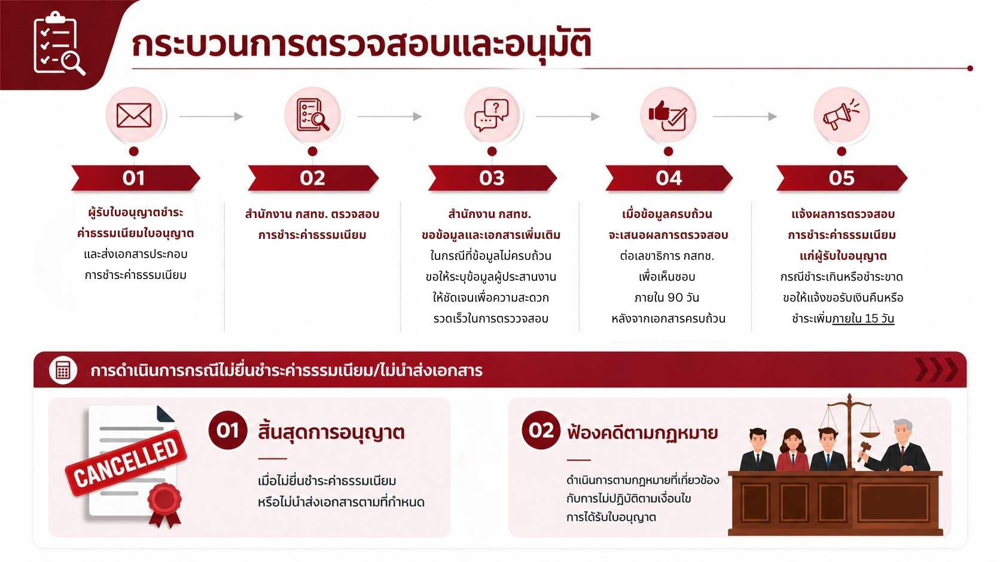 กระบวนการตรวจสอบและอนุมัติ
01
ผู้รับใบอนุญาตชำระ
ค่าธรรมเนียมใบอนุญาต
และส่งเอกสารประกอบ
การชำระค่าธรรมเนียม
02
สำนักงาน กสทช. ตรวจสอบ
การชำระค่าธรรมเนียม
?
03
สำนักงาน กสทช.
ขอข้อมูลและเอกสารเพิ่มเติม
ในกรณีที่ข้อมูลไม่ครบถ้วน
ขอให้ระบุข้อมูลผู้ประสานงาน
ให้ชัดเจนเพื่อความสะดวก
รวดเร็วในการตรววจสอบ
04
เมื่อข้อมูลครบถ้วน
จะเสนอผลการตรวจสอบ
ต่อเลขาธิการ กสทช.
เพื่อเห็นชอบ
ภายใน 90 วัน
หลังจากเอกสารครบถ้วน
05
แจ้งผลการตรวจสอบ
การชำระค่าธรรมเนียม
แก่ผู้รับใบอนุญาต
กรณีชำระเกินหรือชำระขาด
ขอให้แจ้งขอรับเงินคืนหรือ
ชำระเพิ่มภายใน 15 วัน
การดำเนินการกรณีไม่ยื่นชำระค่าธรรมเนียม/ไม่นำส่งเอกสาร
CANCELLED
01 สิ้นสุดการอนุญาต
เมื่อไม่ยื่นชำระค่าธรรมเนียม
หรือไม่นำส่งเอกสารตามที่กำหนด
02 ฟ้องคดีตามกฎหมาย
ดำเนินการตามกฎหมายที่เกี่ยวข้อง
กับการไม่ปฏิบัติตามเงื่อนไข
การได้รับใบอนุญาต